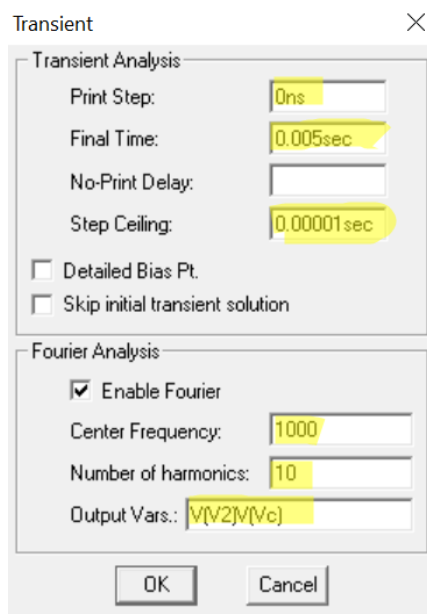 Transient
Transient Analysis
Print Step: 0ns
Final Time: 0.005sec
No-Print Delay:
Step Ceiling: 0.00001sec
Detailed Bias Pt.
Skip initial transient solution
Fourier Analysis
Enable Fourier
Center Frequency: 1000
Number of harmonics: 10
Output Vars.: V(V2)V(Vc)
OK Cancel